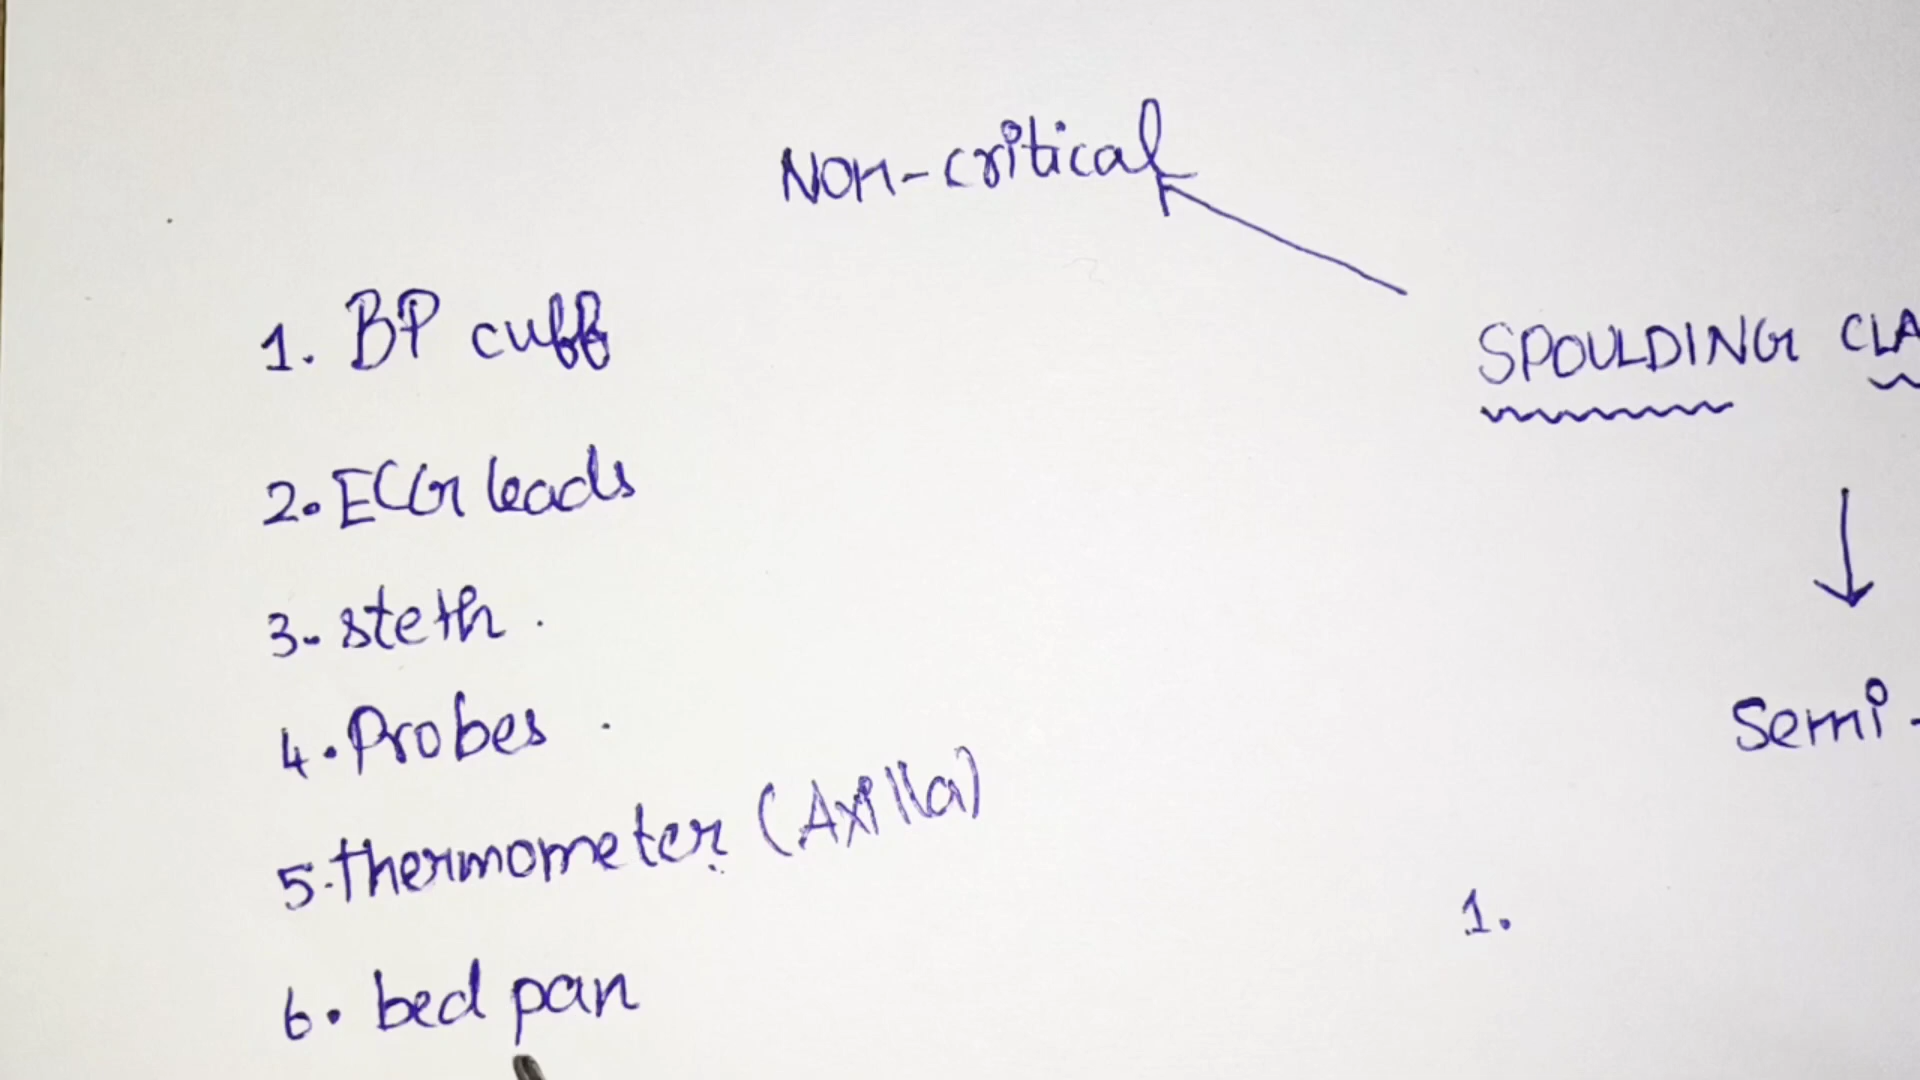 Non-critical
1. BP cuff
SPOULDING CLA
2. ECG leads
3. steth.
4. Probes.
Semi-
5. thermometer (Axilla)
1.
6. bed pan